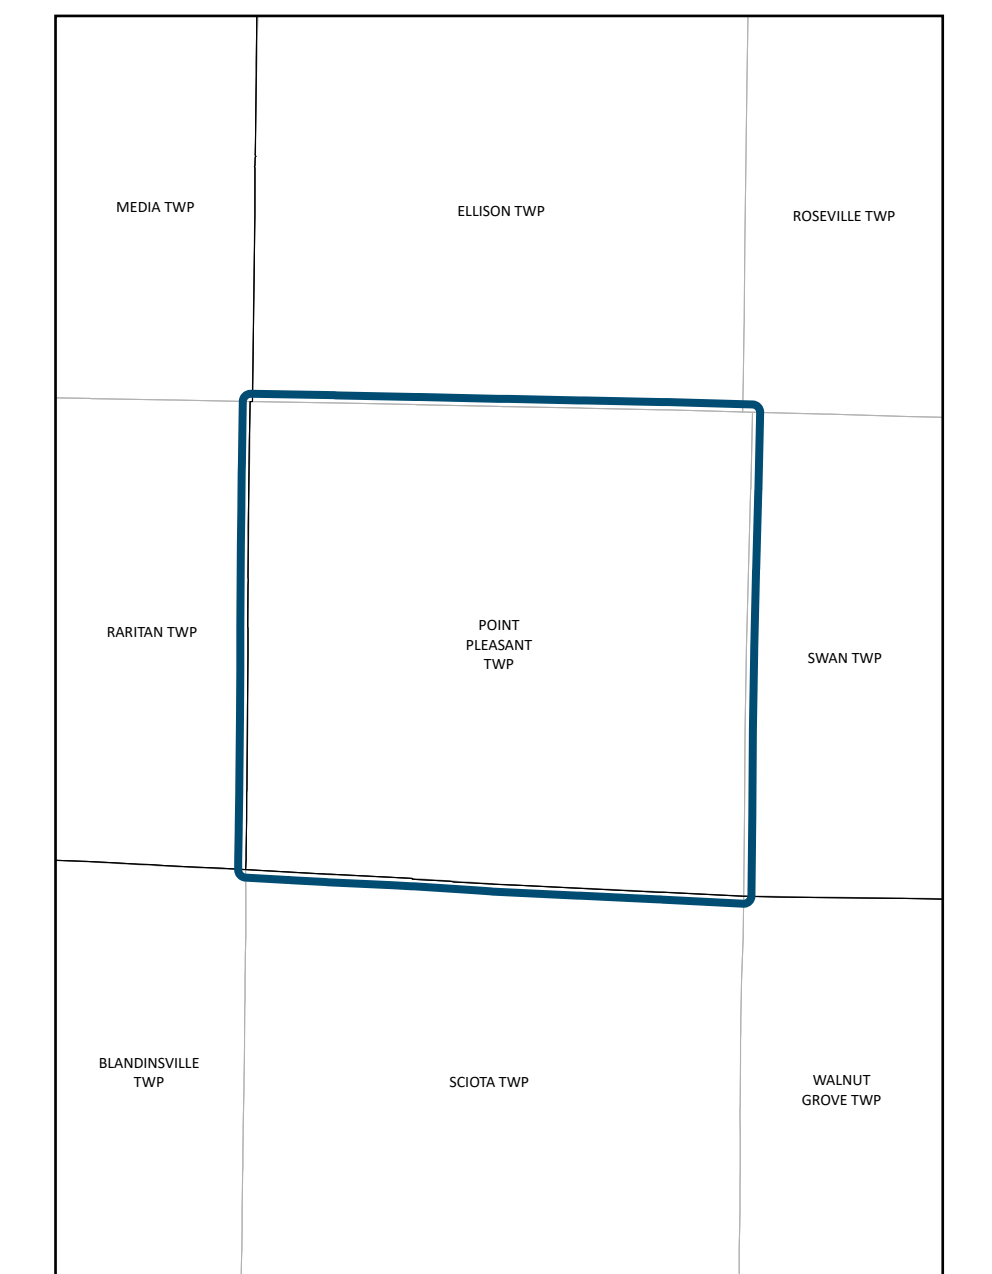 MEDIA TWP
ELLISON TWP
ROSEVILLE TWP
RARITAN TWP
POINT
PLEASANT
TWP
SWAN TWP
BLANDINSVILLE
TWP
SCIOTA TWP
WALNUT
GROVE TWP